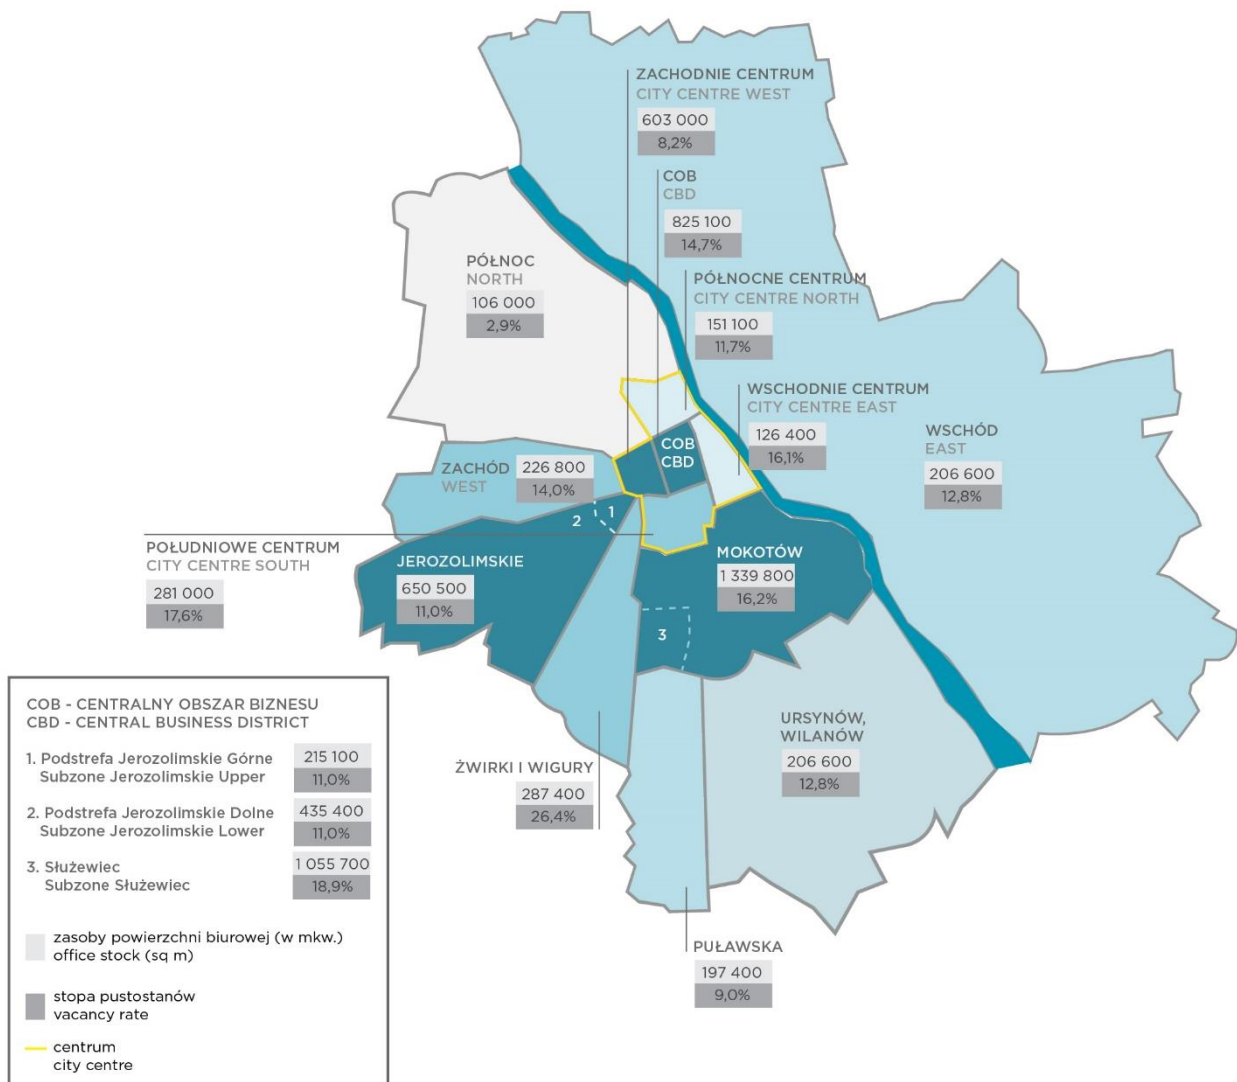 ZACHODNIE CENTRUM
CITY CENTRE WEST
603 000
8,2%
COB
CBD
825 100
14,7%
PÓŁNOC
NORTH
106 000
2,9%
PÓŁNOCNE CENTRUM
CITY CENTRE NORTH
151 100
11,7%
WSCHODNIE CENTRUM
CITY CENTRE EAST
126 400
16,1%
WSCHÓD
EAST
206 600
12,8%
COB
CBD
ZACHÓD
WEST
226 800
14,0%
1
2
POŁUDNIOWE CENTRUM
CITY CENTRE SOUTH
281 000
17,6%
JEROZOLIMSKIE
650 500
11,0%
MOKOTÓW
1 339 800
16,2%
3
URSYNÓW,
WILANÓW
206 600
12,8%
ŻWIRKI I WIGURY
287 400
26,4%
PUŁAWSKA
197 400
9,0%
COB - CENTRALNY OBSZAR BIZNESU
CBD - CENTRAL BUSINESS DISTRICT
1. Podstrefa Jerozolimskie Górne
Subzone Jerozolimskie Upper
215 100
11,0%
2. Podstrefa Jerozolimskie Dolne
Subzone Jerozolimskie Lower
435 400
11,0%
3. Służewiec
Subzone Służewiec
1 055 700
18,9%
zasoby powierzchni biurowej (w mkw.)
office stock (sq m)
stopa pustostanów
vacancy rate
centrum
city centre